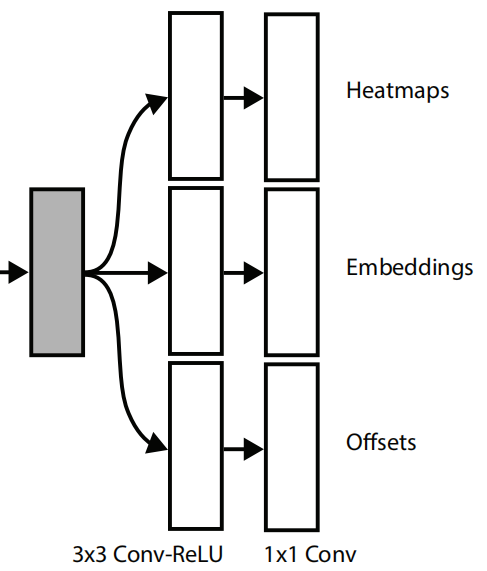 Heatmaps
Embeddings
Offsets
3x3 Conv-ReLU 1x1 Conv